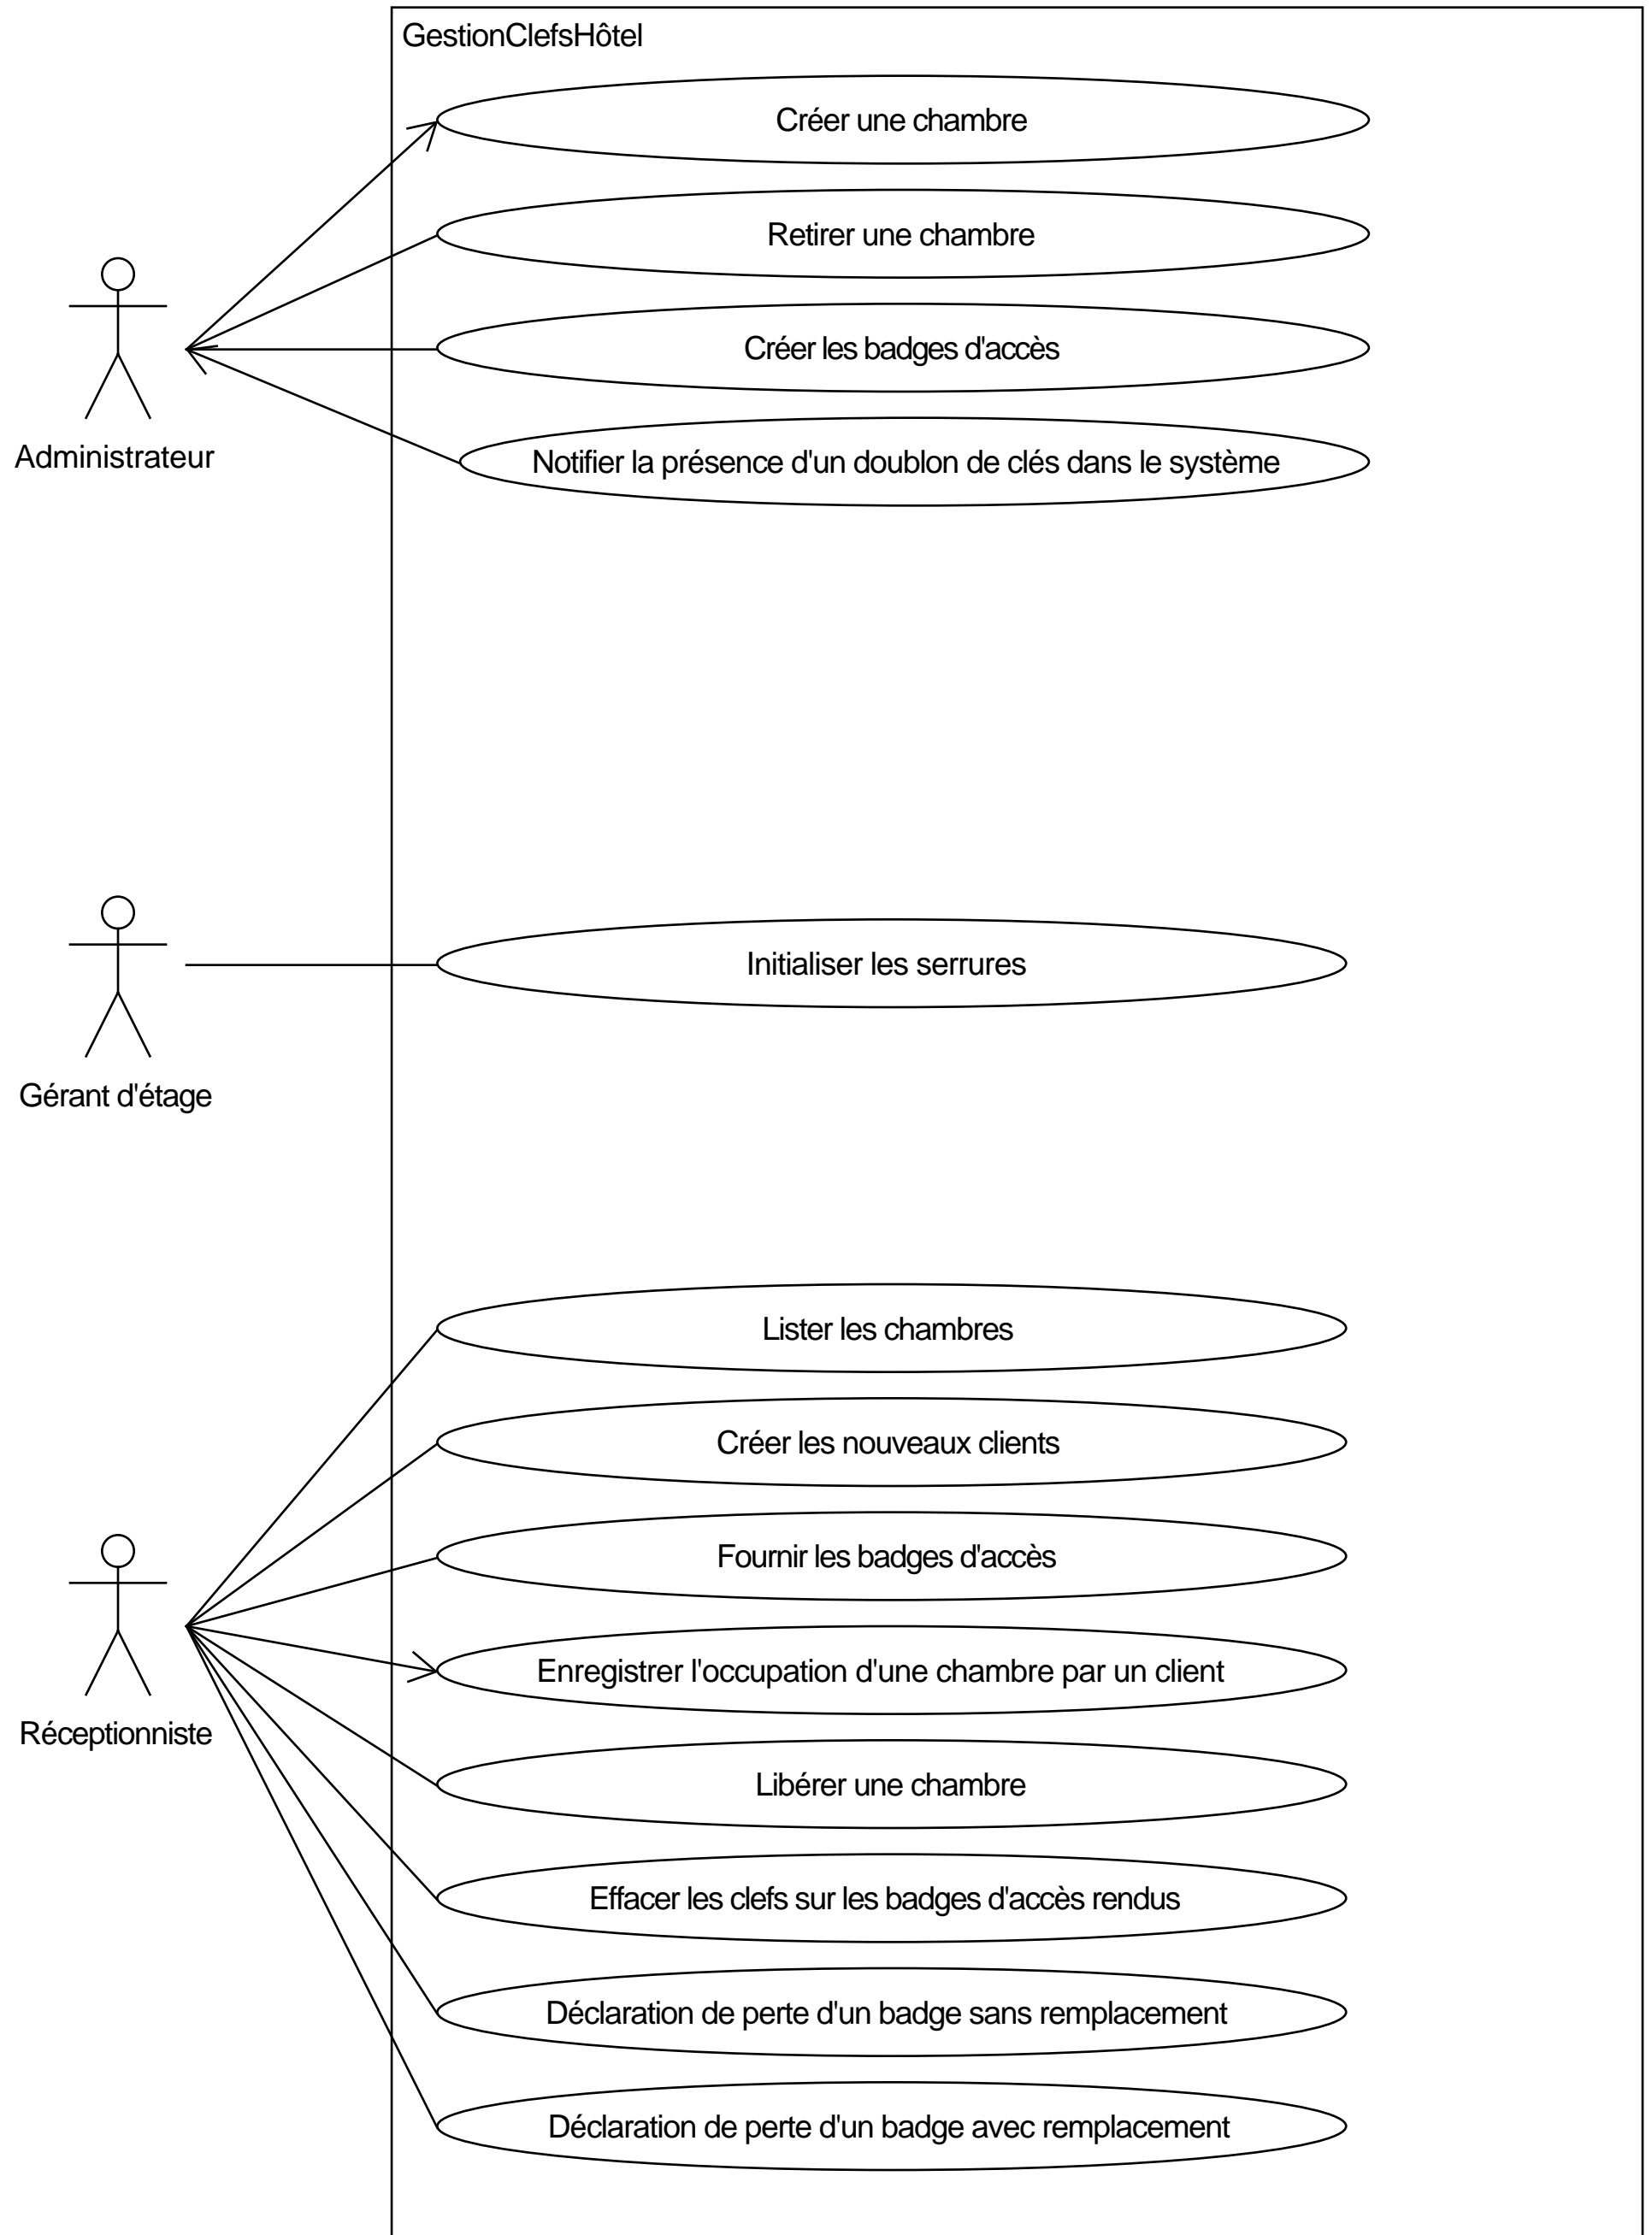 GestionClefsHôtel
Créer une chambre
Retirer une chambre
Créer les badges d'accès
Administrateur
Notifier la présence d'un doublon de clés dans le système
Initialiser les serrures
Gérant d'étage
Lister les chambres
Créer les nouveaux clients
Fournir les badges d'accès
Enregistrer l'occupation d'une chambre par un client
Réceptionniste
Libérer une chambre
Effacer les clefs sur les badges d'accès rendus
Déclaration de perte d'un badge sans remplacement
Déclaration de perte d'un badge avec remplacement